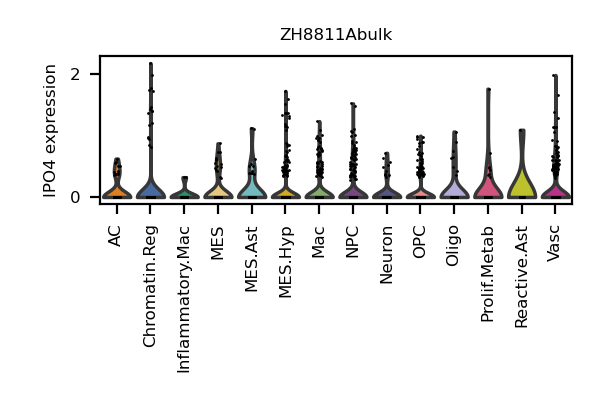 ZH8811Abulk
IPO4 expression
2
0
AC
Chromatin.Reg
Inflammatory.Mac
MES
MES.Ast
MES.Hyp
Mac
NPC
Neuron
OPC
Oligo
Prolif.Metab
Reactive.Ast
Vasc